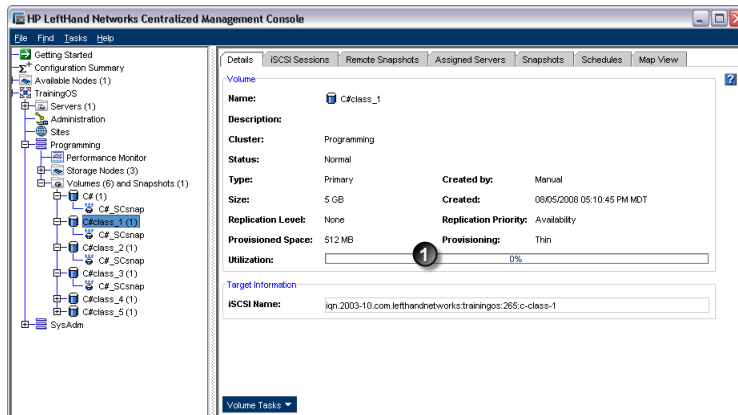 HP LeftHand Networks Centralized Management Console
File Find Tasks Help
Getting Started
Configuration Summary
Available Nodes (1)
TrainingOS
Servers (1)
Administration
Sites
Programming
Performance Monitor
Storage Nodes (3)
Volumes (6) and Snapshots (1)
C# (1)
C#_SCsnap
C#class_1 (1)
C#_SCsnap
C#class_2 (1)
C#_SCsnap
C#class_3 (1)
C#_SCsnap
C#class_4 (1)
C#class_5 (1)
SysAdm
Details iSCSI Sessions Remote Snapshots Assigned Servers Snapshots Schedules Map View
Volume
?
Name: C#class_1
Description:
Cluster: Programming
Status: Normal
Type: Primary Created by: Manual
Size: 5 GB Created: 08/05/2008 05:10:45 PM MDT
Replication Level: None Replication Priority: Availability
Provisioned Space: 512 MB Provisioning: Thin
Utilization: 1 0%
Target Information
iSCSI Name: iqn.2003-10.com.lefthandnetworks:trainingos:265:c-class-1
Volume Tasks